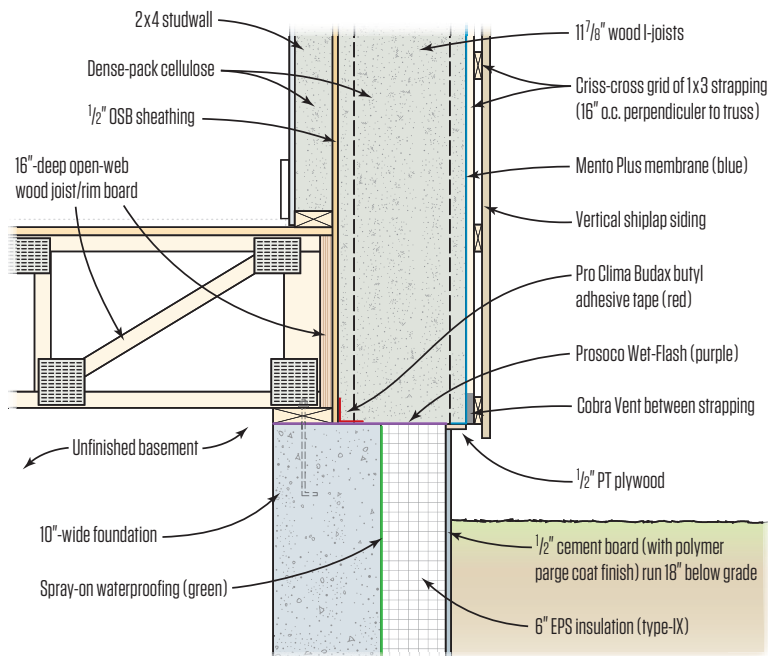 2x4 studwall
Dense-pack cellulose
1/2" OSB sheathing
16"-deep open-web
wood joist/rim board
Unfinished basement
10"-wide foundation
Spray-on waterproofing (green)
11 7/8" wood I-joists
Criss-cross grid of 1x3 strapping
(16" o.c. perpendiculer to truss)
Mento Plus membrane (blue)
Vertical shiplap siding
Pro Clima Budax butyl
adhesive tape (red)
Prosoco Wet-Flash (purple)
Cobra Vent between strapping
1/2" PT plywood
1/2" cement board (with polymer
parge coat finish) run 18" below grade
6" EPS insulation (type-IX)